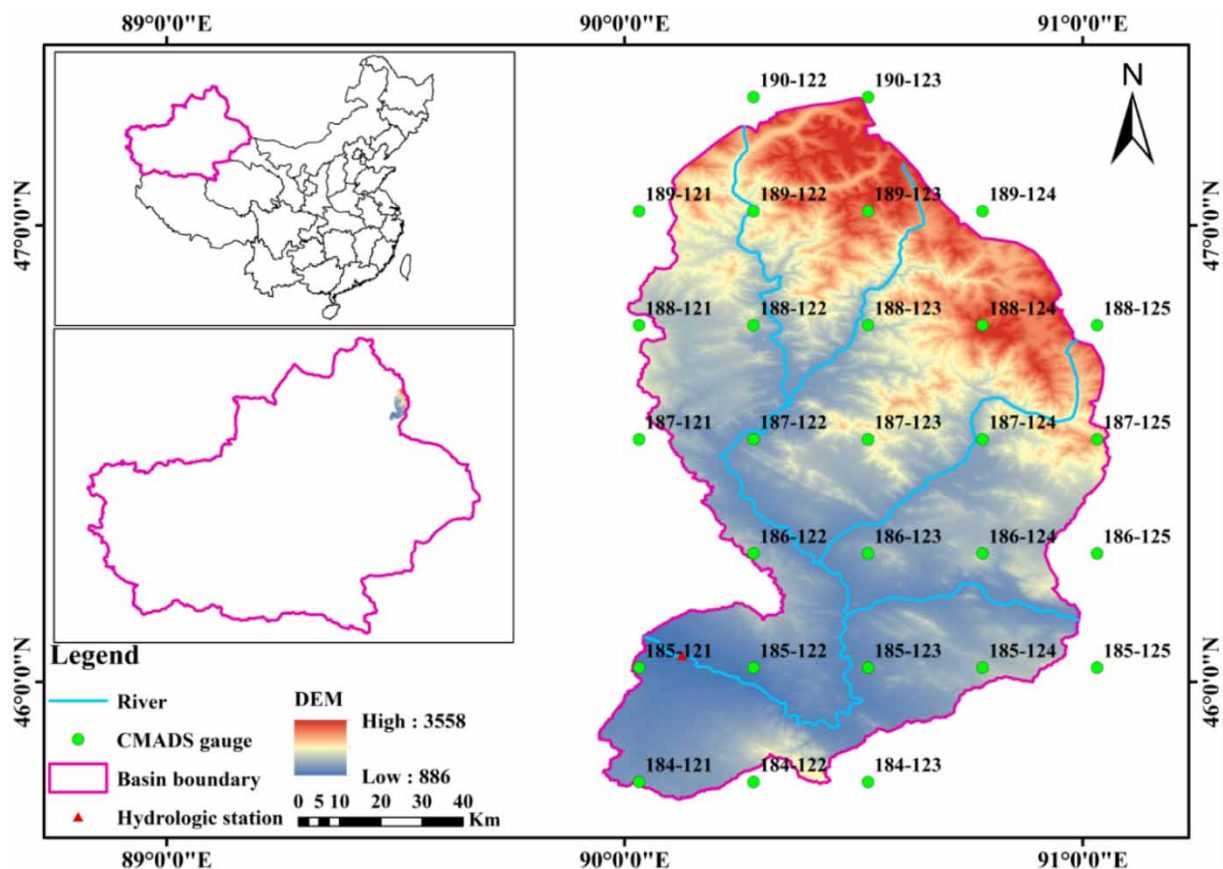 89°0'0"E 90°0'0"E 91°0'0"E
N
190-122 190-123
47°0'0"N 189-121 189-122 189-123 189-124 47°0'0"N
188-121 188-122 188-123 188-124 188-125
187-121 187-122 187-123 187-124 187-125
186-122 186-123 186-124 186-125
46°0'0"N 185-121 185-122 185-123 185-124 185-125 46°0'0"N
184-121 184-122 184-123
Legend
River
CMADS gauge
Basin boundary
Hydrologic station
DEM
High : 3558
Low : 886
0 5 10 20 30 40
Km
89°0'0"E 90°0'0"E 91°0'0"E